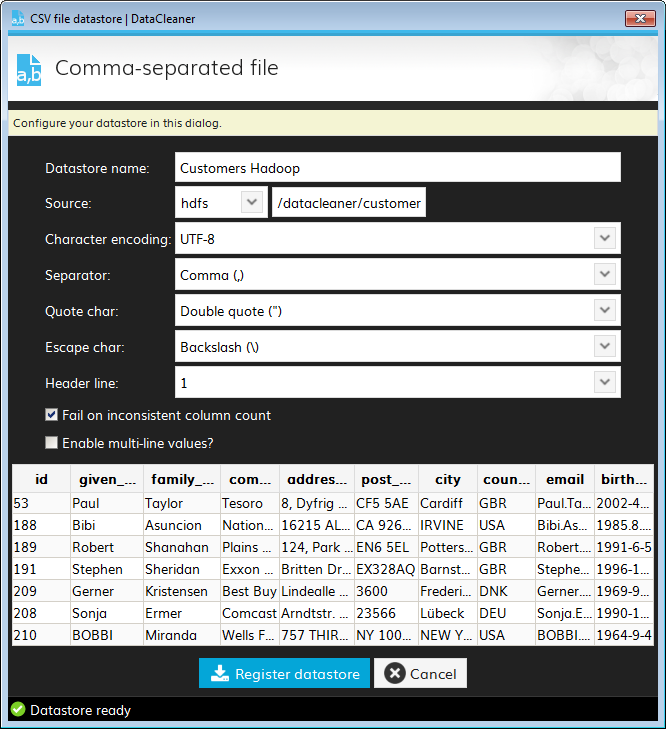 CSV file datastore | DataCleaner
a,b Comma-separated file
Configure your datastore in this dialog.
Datastore name: Customers Hadoop
Source: hdfs /datacleaner/customer
Character encoding: UTF-8
Separator: Comma (,)
Quote char: Double quote (")
Escape char: Backslash (\)
Header line: 1
Fail on inconsistent column count
Enable multi-line values?
id given_... family_... com... addres... post_... city coun... email birth...
53 Paul Taylor Tesoro 8, Dyfrig ... CF5 5AE Cardiff GBR Paul.Ta... 2002-4...
188 Bibi Asuncion Nation... 16215 AL... CA 926... IRVINE USA Bibi.As... 1985.8....
189 Robert Shanahan Plains ... 124, Park ... EN6 5EL Potters... GBR Robert.... 1991-6-5
191 Stephen Sheridan Exxon ... Britten Dr... EX328AQ Barnst... GBR Stephe... 1996-1...
209 Gerner Kristensen Best Buy Lindealle ... 3600 Frederi... DNK Gerner.... 1969-9...
208 Sonja Ermer Comcast Arndtstr. ... 23566 Lübeck DEU Sonja.E... 1990-1...
210 BOBBI Miranda Wells F... 757 THIR... NY 100... NEW Y... USA BOBBI.... 1964-9-4
Register datastore Cancel
Datastore ready